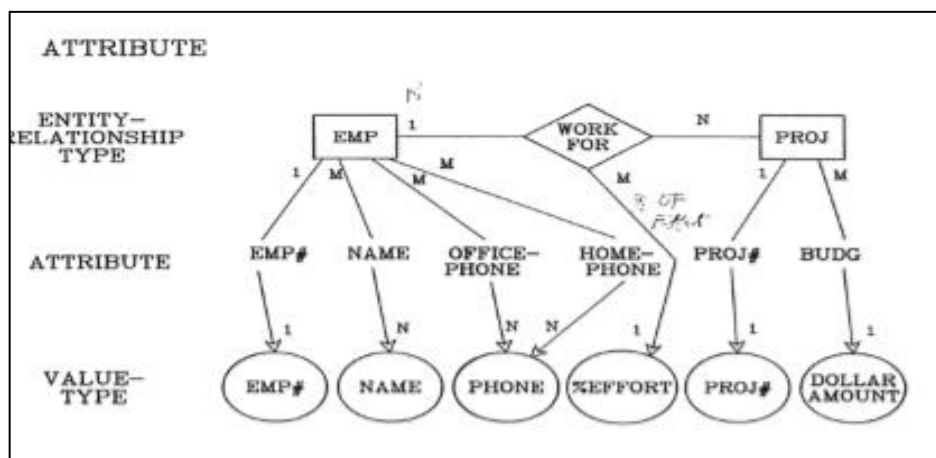 ATTRIBUTE
N
ENTITY-
RELATIONSHIP
TYPE
EMP
1
WORK
FOR
N
PROJ
1
M
M
M
M
1
M
% OF
ATTRIBUTE
EMP#
NAME
OFFICE-
PHONE
HOME-
PHONE
PROJ#
BUDG
1
N
N
N
1
1
1
VALUE-
TYPE
EMP#
NAME
PHONE
%EFFORT
PROJ#
DOLLAR
AMOUNT